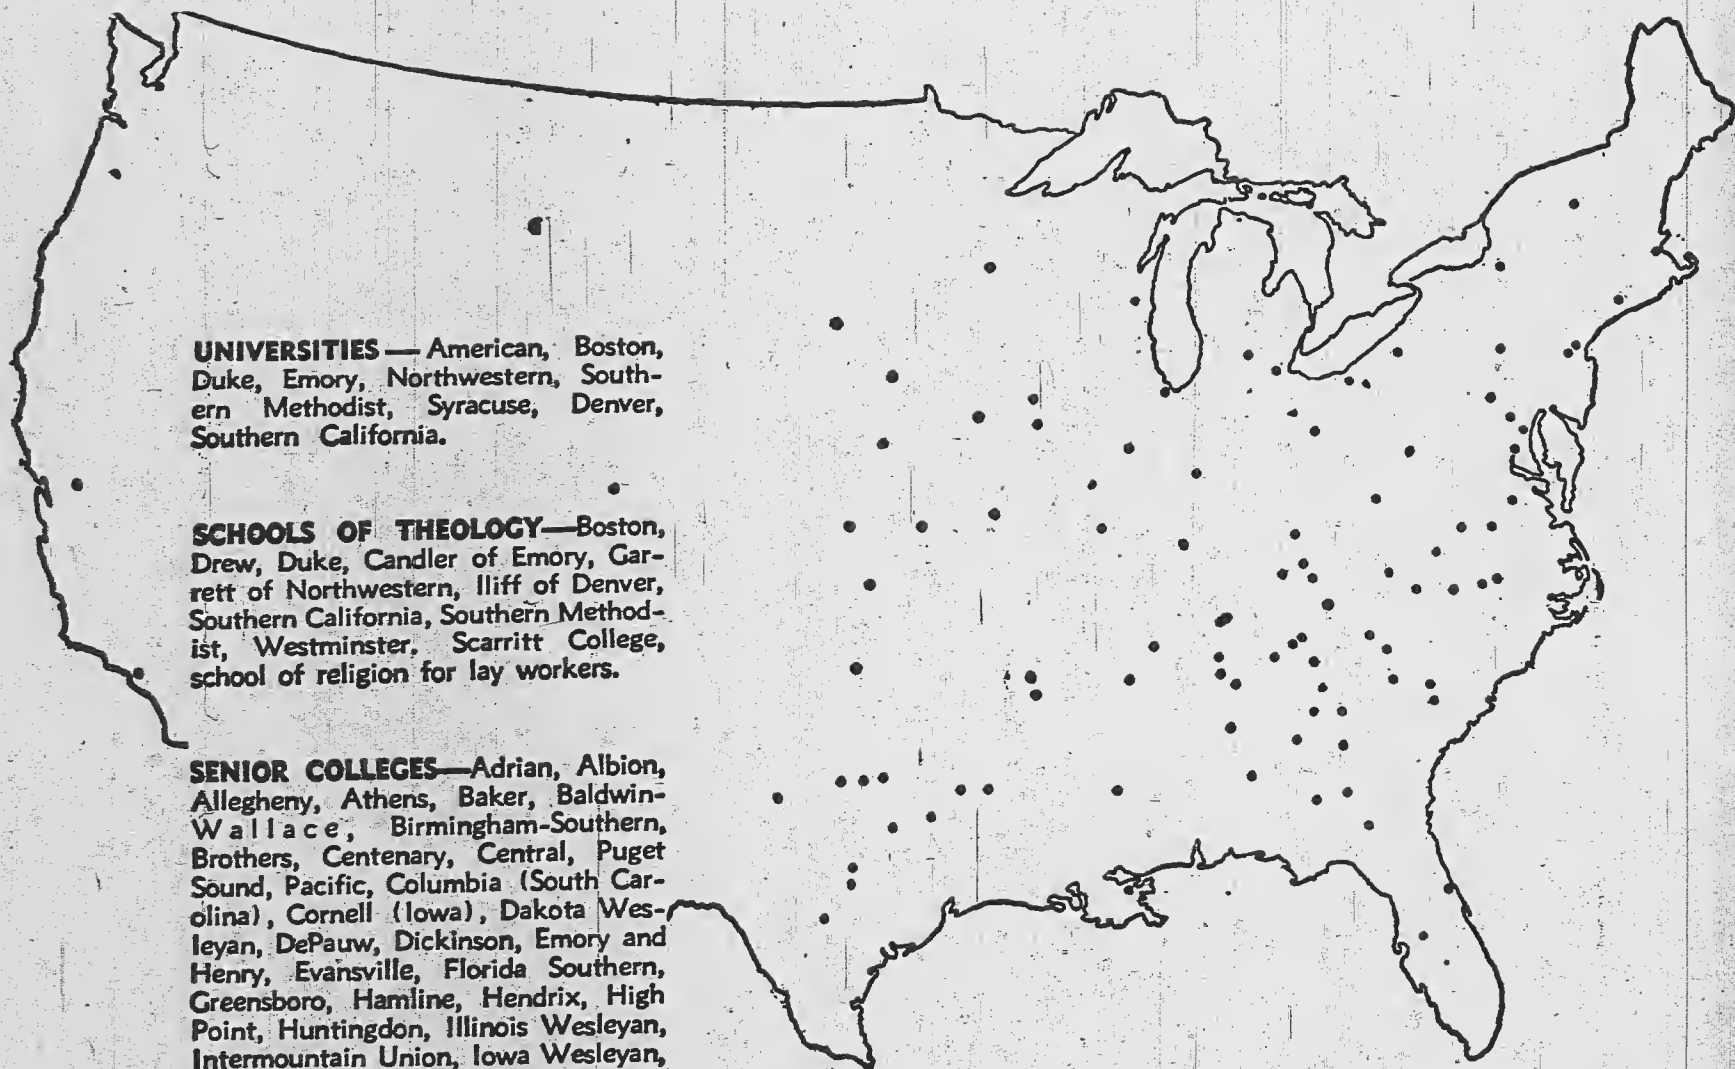 UNIVERSITIES — American, Boston,
Duke, Emory, Northwestern, South-
ern Methodist, Syracuse, Denver,
Southern California.
SCHOOLS OF THEOLOGY—Boston,
Drew, Duke, Candler of Emory, Gar-
rett of Northwestern, Iliff of Denver,
Southern California, Southern Method-
ist, Westminster, Scarritt College,
school of religion for lay workers.
SENIOR COLLEGES—Adrian, Albion,
Allegheny, Athens, Baker, Baldwin-
Wallace, Birmingham-Southern,
Brothers, Centenary, Central, Puget
Sound, Pacific, Columbia (South Car-
olina), Cornell (Iowa), Dakota Wes-
leyan, DePauw, Dickinson, Emory and
Henry, Evansville, Florida Southern,
Greensboro, Hamline, Hendrix, High
Point, Huntingdon, Illinois Wesleyan,
Intermountain Union, Iowa Wesleyan,